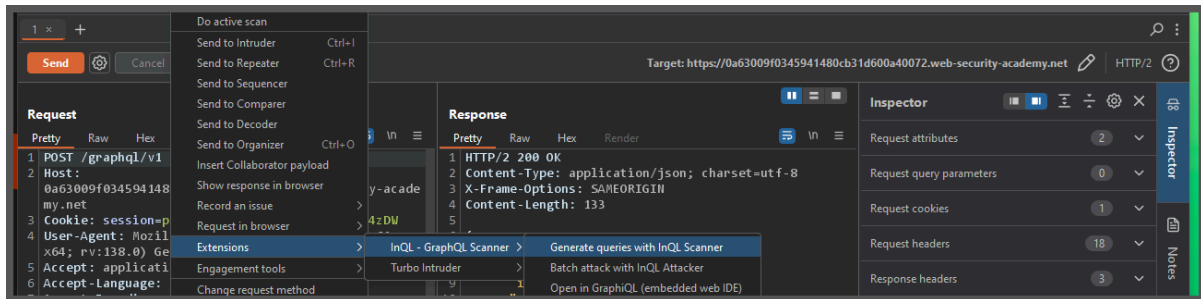 1 × +
Send Cancel Target: https://0a63009f0345941480cb31d600a40072.web-security-academy.net HTTP/2
Do active scan
Send to Intruder Ctrl+I
Send to Repeater Ctrl+R
Send to Sequencer
Send to Comparer
Send to Decoder
Send to Organizer Ctrl+O
Insert Collaborator payload
Show response in browser
Record an issue >
Request in browser >
Extensions >
Engagement tools >
Change request method
InQL - GraphQL Scanner >
Turbo Intruder >
Generate queries with InQL Scanner
Batch attack with InQL Attacker
Open in GraphiQL (embedded web IDE)
Request
Pretty Raw Hex \n
1 POST /graphql/v1
2 Host:
0a63009f034594148 y-acade
my.net
3 Cookie: session=p 4zDW
4 User-Agent: Mozil
x64; rv:138.0) Ge
5 Accept: applicati
6 Accept-Language:
Response
Pretty Raw Hex Render \n
1 HTTP/2 200 OK
2 Content-Type: application/json; charset=utf-8
3 X-Frame-Options: SAMEORIGIN
4 Content-Length: 133
5
9
Inspector
Request attributes 2
Request query parameters 0
Request cookies 1
Request headers 18
Response headers 3
Inspector
Notes